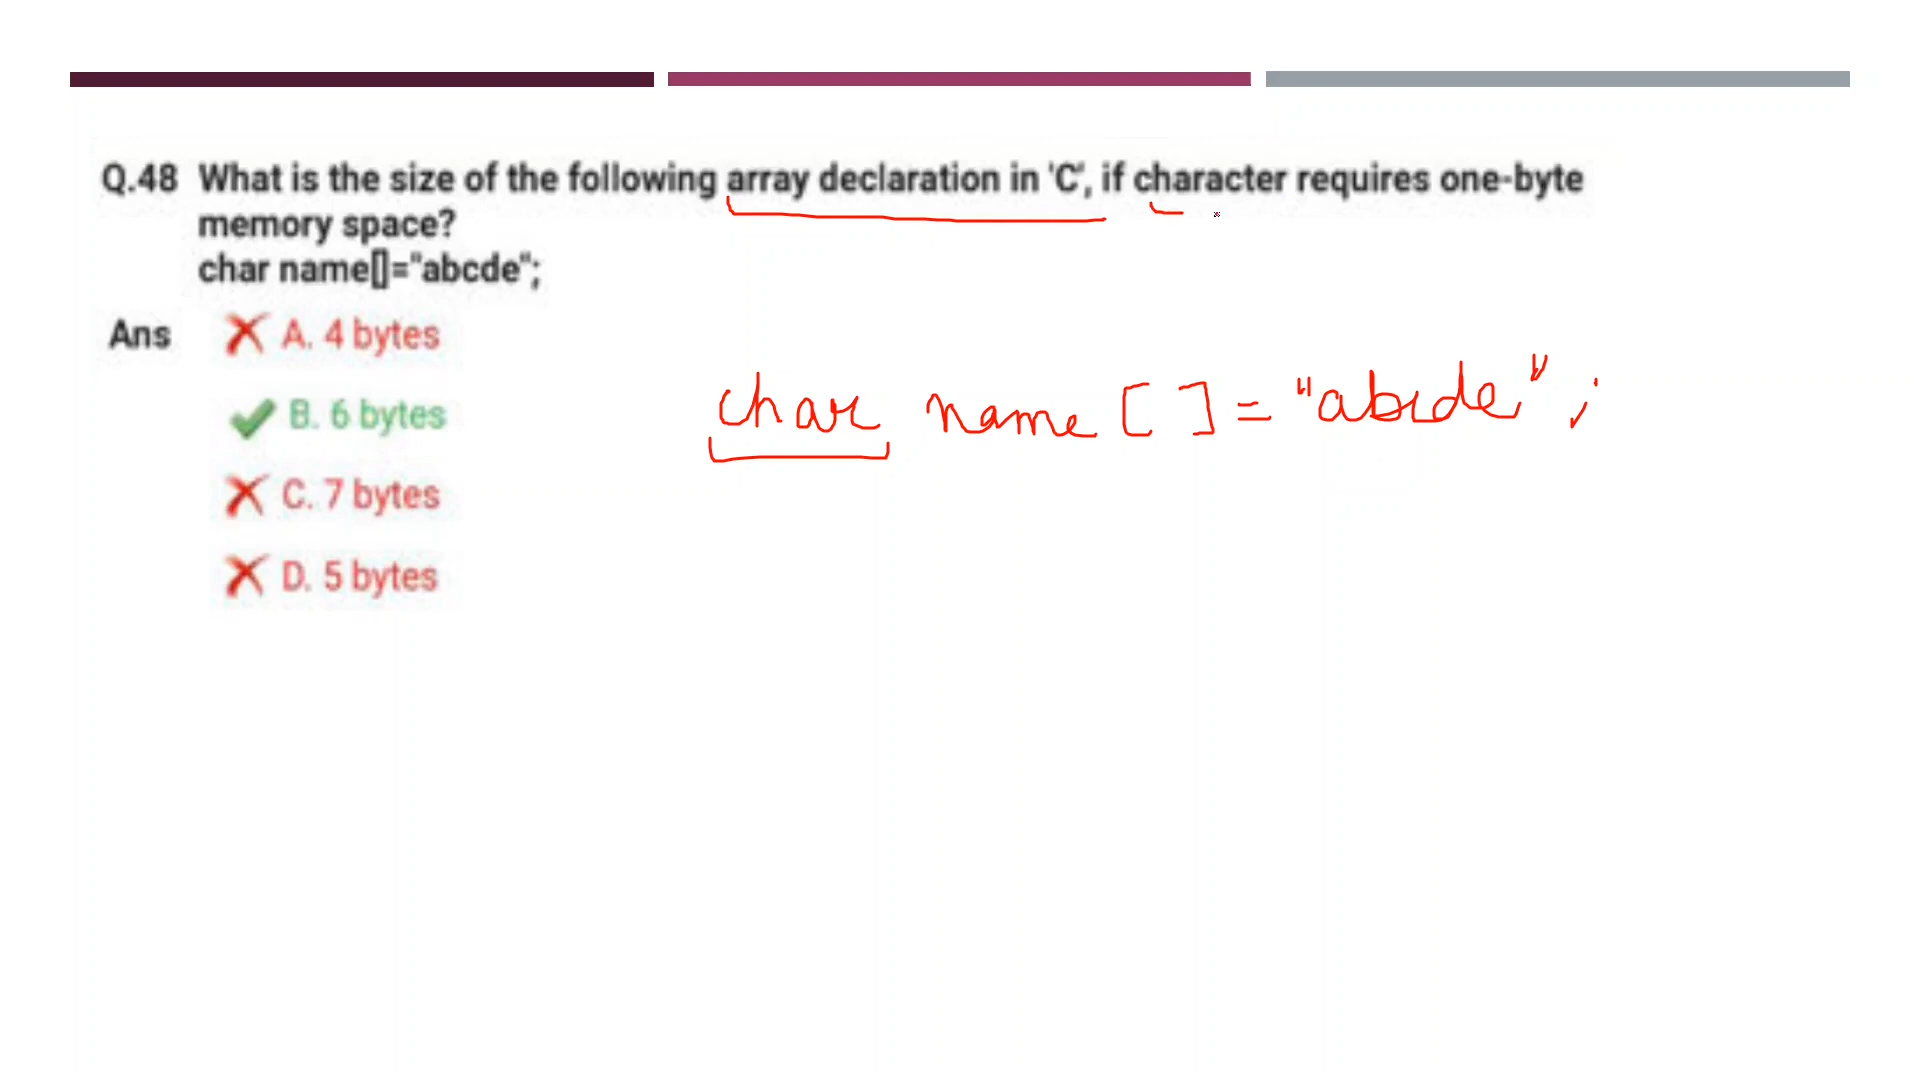 Q.48 What is the size of the following array declaration in 'C', if character requires one-byte
memory space?
char name[]="abcde";
Ans A. 4 bytes
B. 6 bytes
C. 7 bytes
D. 5 bytes
char name [ ] = "abcde" ;